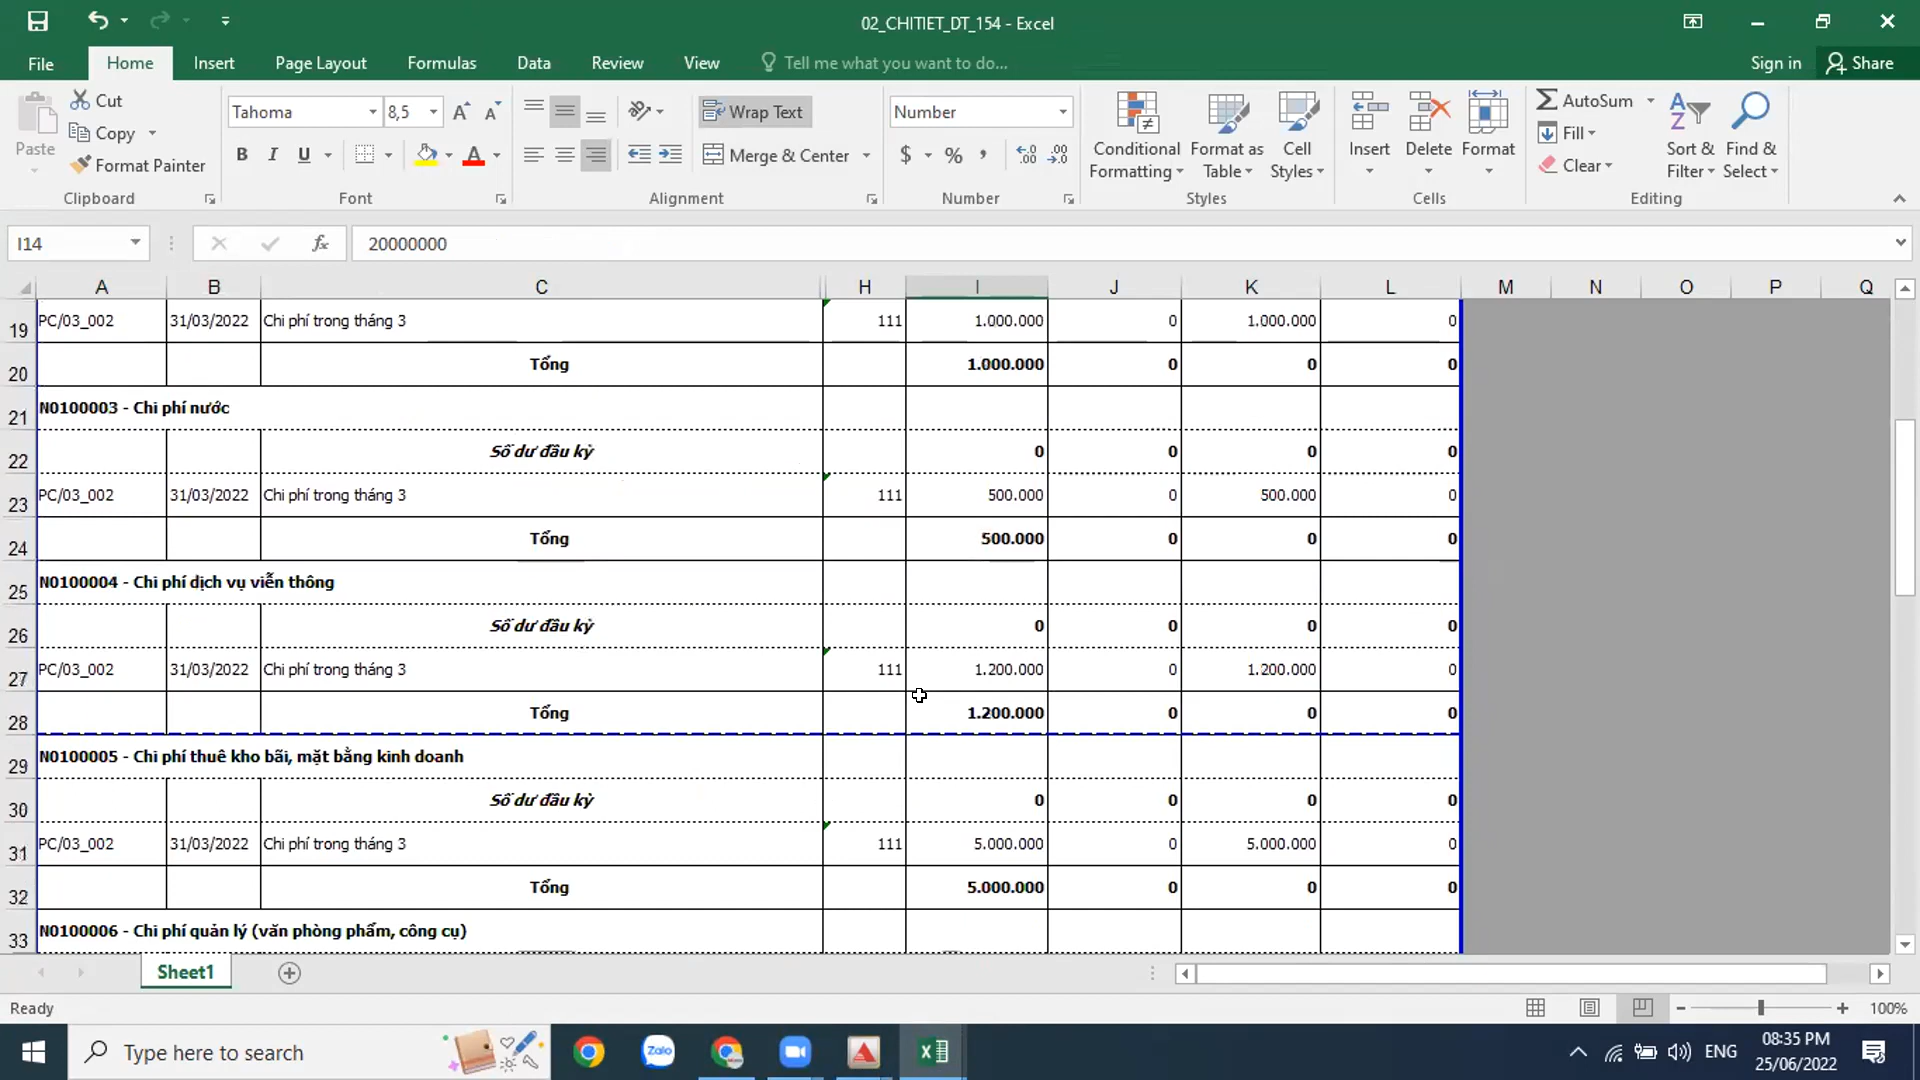 02_CHITIET_DT_154 - Excel
File Home Insert Page Layout Formulas Data Review View Tell me what you want to do... Sign in Share
Paste Cut Copy Format Painter Clipboard
Tahoma 8,5 A A B I U A Font
Wrap Text Merge & Center Alignment
Number $ % , Number
Conditional Formatting Format as Table Cell Styles Styles
Insert Delete Format Cells
AutoSum Fill Clear Sort & Filter Find & Select Editing
I14 fx 20000000
A B C H I J K L M N O P Q
19 PC/03_002 31/03/2022 Chi phí trong tháng 3 111 1.000.000 0 1.000.000 0
20 Tổng 1.000.000 0 0 0
21 N0100003 - Chi phí nước
22 Số dư đầu kỳ 0 0 0 0
23 PC/03_002 31/03/2022 Chi phí trong tháng 3 111 500.000 0 500.000 0
24 Tổng 500.000 0 0 0
25 N0100004 - Chi phí dịch vụ viễn thông
26 Số dư đầu kỳ 0 0 0 0
27 PC/03_002 31/03/2022 Chi phí trong tháng 3 111 1.200.000 0 1.200.000 0
28 Tổng 1.200.000 0 0 0
29 N0100005 - Chi phí thuê kho bãi, mặt bằng kinh doanh
30 Số dư đầu kỳ 0 0 0 0
31 PC/03_002 31/03/2022 Chi phí trong tháng 3 111 5.000.000 0 5.000.000 0
32 Tổng 5.000.000 0 0 0
33 N0100006 - Chi phí quản lý (văn phòng phẩm, công cụ)
Sheet1
Ready 100%
Type here to search Zalo ENG 08:35 PM
25/06/2022